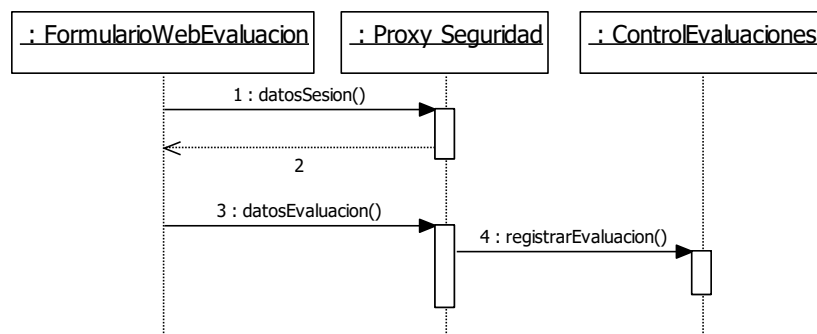 : FormularioWebEvaluacion
: Proxy Seguridad
: ControlEvaluaciones
1 : datosSesion()
2
3 : datosEvaluacion()
4 : registrarEvaluacion()